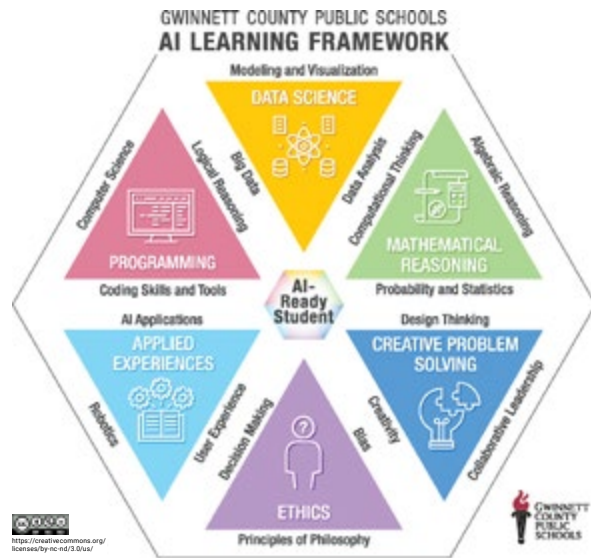 GWINNETT COUNTY PUBLIC SCHOOLS
AI LEARNING FRAMEWORK
Modeling and Visualization
DATA SCIENCE
Big Data
Data Analysis
Computer Science
Logical Reasoning
PROGRAMMING
Coding Skills and Tools
Computational Thinking
Algebraic Reasoning
MATHEMATICAL
REASONING
Probability and Statistics
AI-
Ready
Student
AI Applications
APPLIED
EXPERIENCES
Robotics
User Experience
Design Thinking
CREATIVE PROBLEM
SOLVING
Creativity
Collaborative Leadership
Decision Making
Bias
?
ETHICS
Principles of Philosophy
https://creativecommons.org/
licenses/by-nc-nd/3.0/us/
GWINNETT
COUNTY
PUBLIC
SCHOOLS